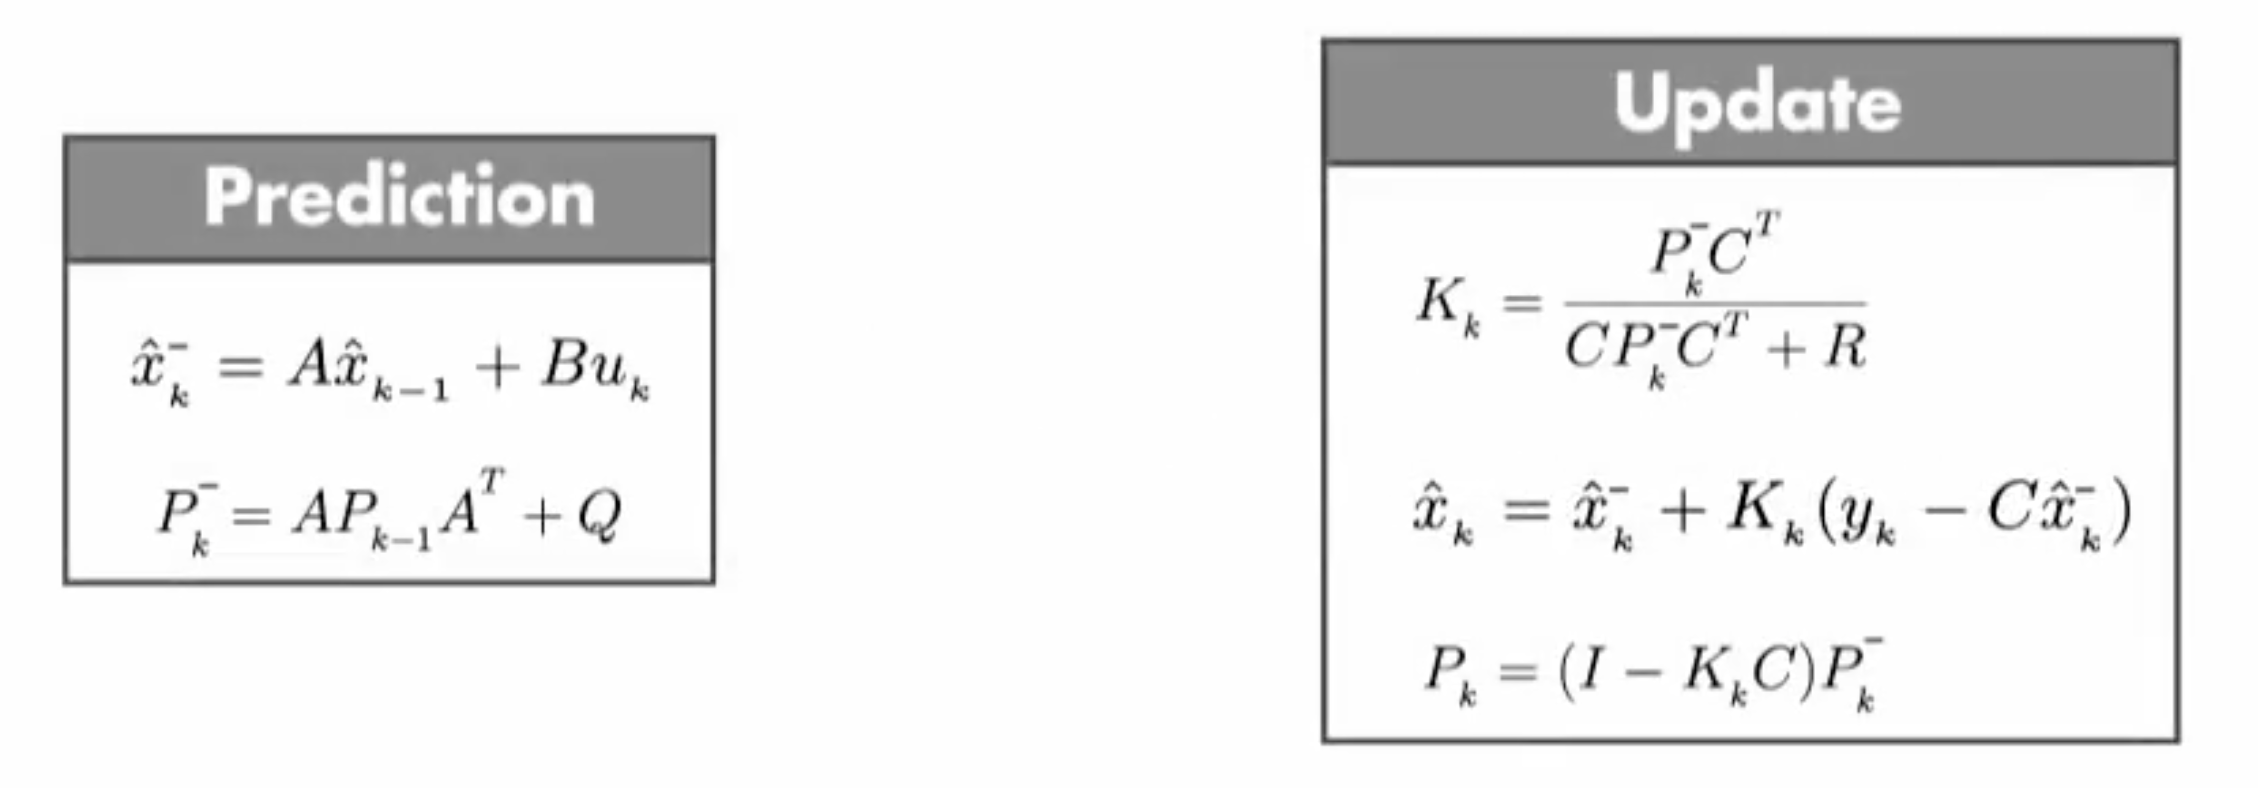 Prediction
x̂ₖ⁻ = Ax̂ₖ₋₁ + Buₖ
Pₖ⁻ = APₖ₋₁Aᵀ + Q
Update
Kₖ = Pₖ⁻Cᵀ / CPₖ⁻Cᵀ + R
x̂ₖ = x̂ₖ⁻ + Kₖ(yₖ − Cx̂ₖ⁻)
Pₖ = (I − KₖC)Pₖ⁻